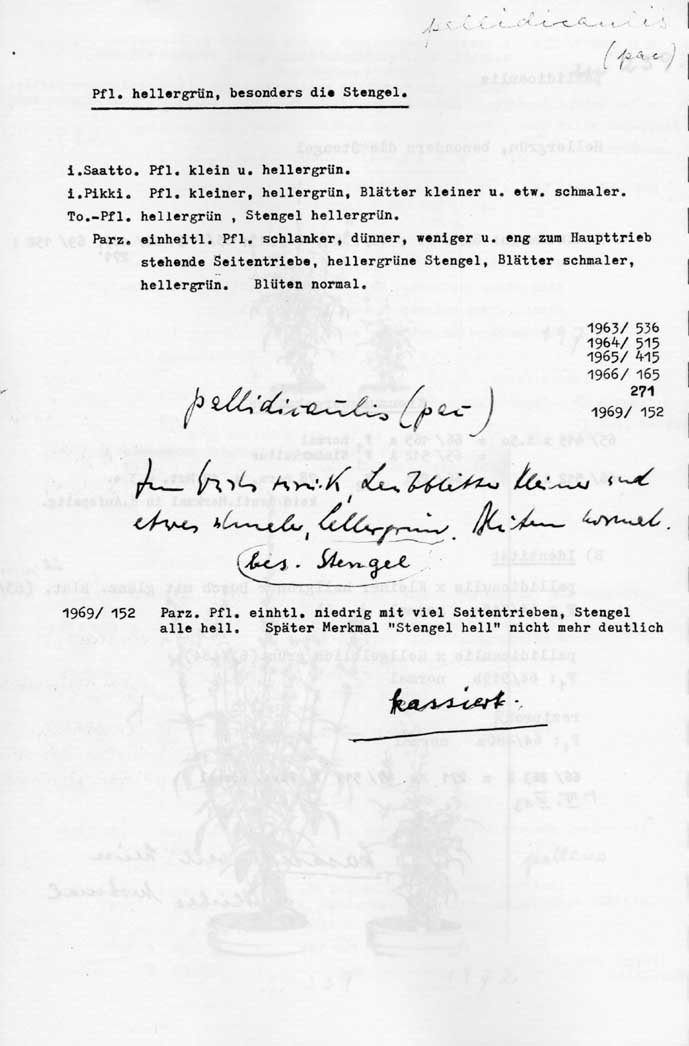 pellidicaulis
(pac)
Pfl. hellergrün, besonders die Stengel.
i.Saatto. Pfl. klein u. hellergrün.
i.Pikki. Pfl. kleiner, hellergrün, Blätter kleiner u. etw. schmaler.
To.-Pfl. hellergrün , Stengel hellergrün.
Parz. einheitl. Pfl. schlanker, dünner, weniger u. eng zum Haupttrieb
stehende Seitentriebe, hellergrüne Stengel, Blätter schmaler,
hellergrün. Blüten normal.
1963/ 536
1964/ 515
1965/ 415
1966/ 165
271
1969/ 152
pellidicaulis (pac)
kleiner und
etwas schmaler, hellergrün. Blüten normal.
bes. Stengel
1969/ 152 Parz. Pfl. einhtl. niedrig mit viel Seitentrieben, Stengel
alle hell. Später Merkmal "Stengel hell" nicht mehr deutlich
kassiert.